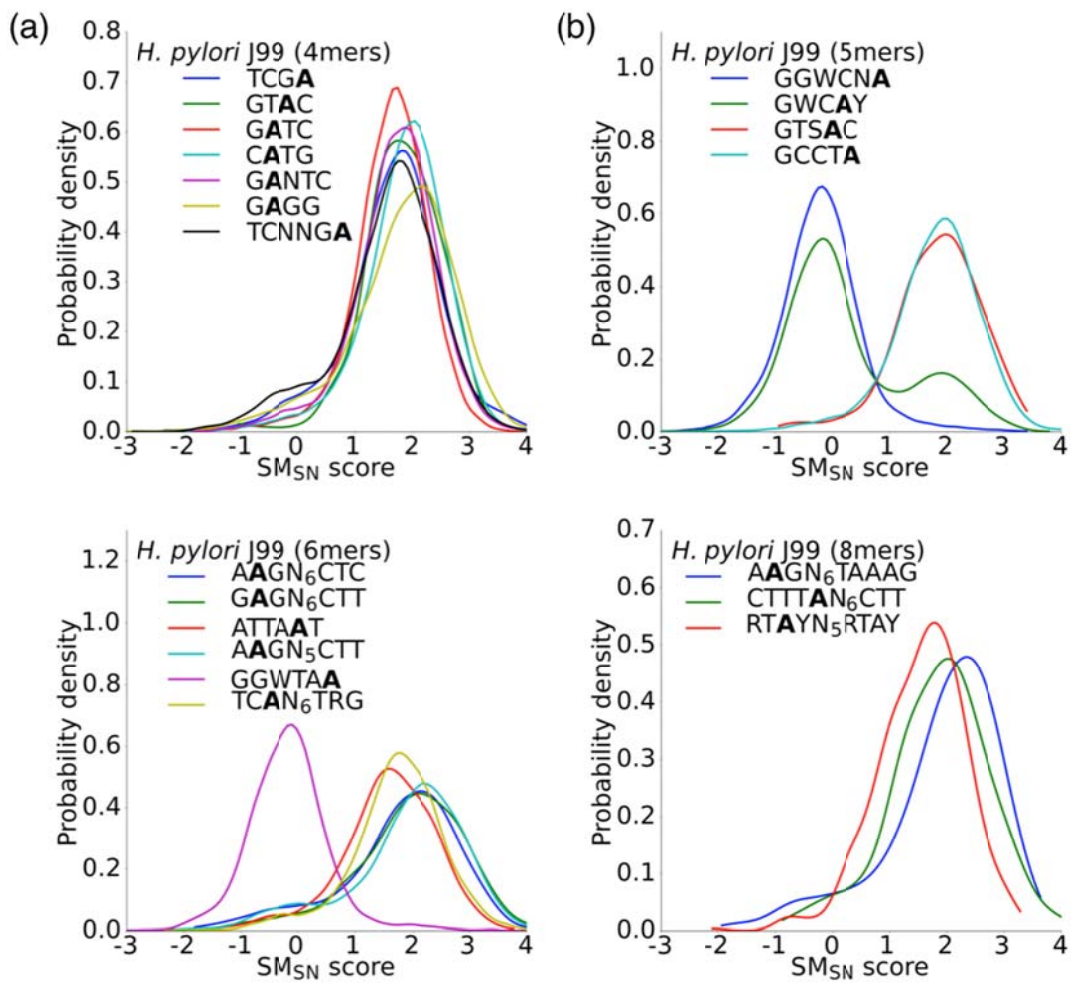 (a)
H. pylori J99 (4mers)
TCGA
GTAC
GATC
CATG
GANTC
GAGG
TCNNGA
Probability density
0.8
0.7
0.6
0.5
0.4
0.3
0.2
0.1
0.0
-3 -2 -1 0 1 2 3 4
SM_SN score
(b)
H. pylori J99 (5mers)
GGWCNA
GWCAY
GTSAC
GCCTA
Probability density
1.0
0.8
0.6
0.4
0.2
0.0
-3 -2 -1 0 1 2 3 4
SM_SN score
H. pylori J99 (6mers)
AAGN6CTC
GAGN6CTT
ATTAAT
AAGN5CTT
GGWTAA
TCAN6TRG
Probability density
1.2
1.0
0.8
0.6
0.4
0.2
0.0
-3 -2 -1 0 1 2 3 4
SM_SN score
H. pylori J99 (8mers)
AAGN6TAAAG
CTTTAN6CTT
RTAYN5RTAY
Probability density
0.7
0.6
0.5
0.4
0.3
0.2
0.8
0.0
-3 -2 -1 0 1 2 3 4
SM_SN score